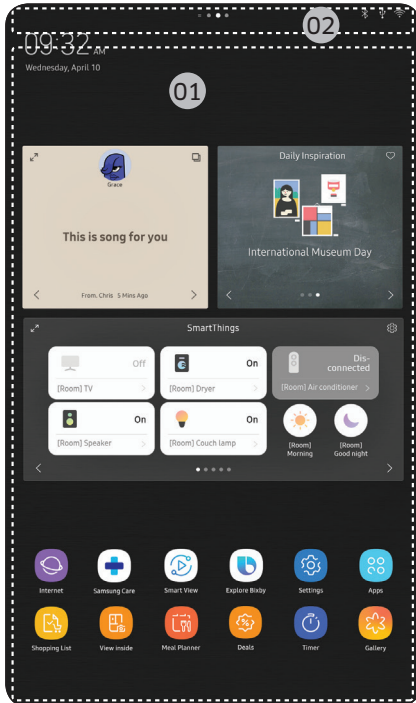 02
09:32 AM
Wednesday, April 10
01
Grace
This is song for you
From. Chris 5 Mins Ago
Daily Inspiration
International Museum Day
SmartThings
Off
[Room] TV
On
[Room] Dryer
Dis-
connected
[Room] Air conditioner
On
[Room] Speaker
On
[Room] Couch lamp
[Room]
Morning
[Room]
Good night
Internet
Samsung Care
Smart View
Explore Bixby
Settings
Apps
Shopping List
View inside
Meal Planner
Deals
Timer
Gallery